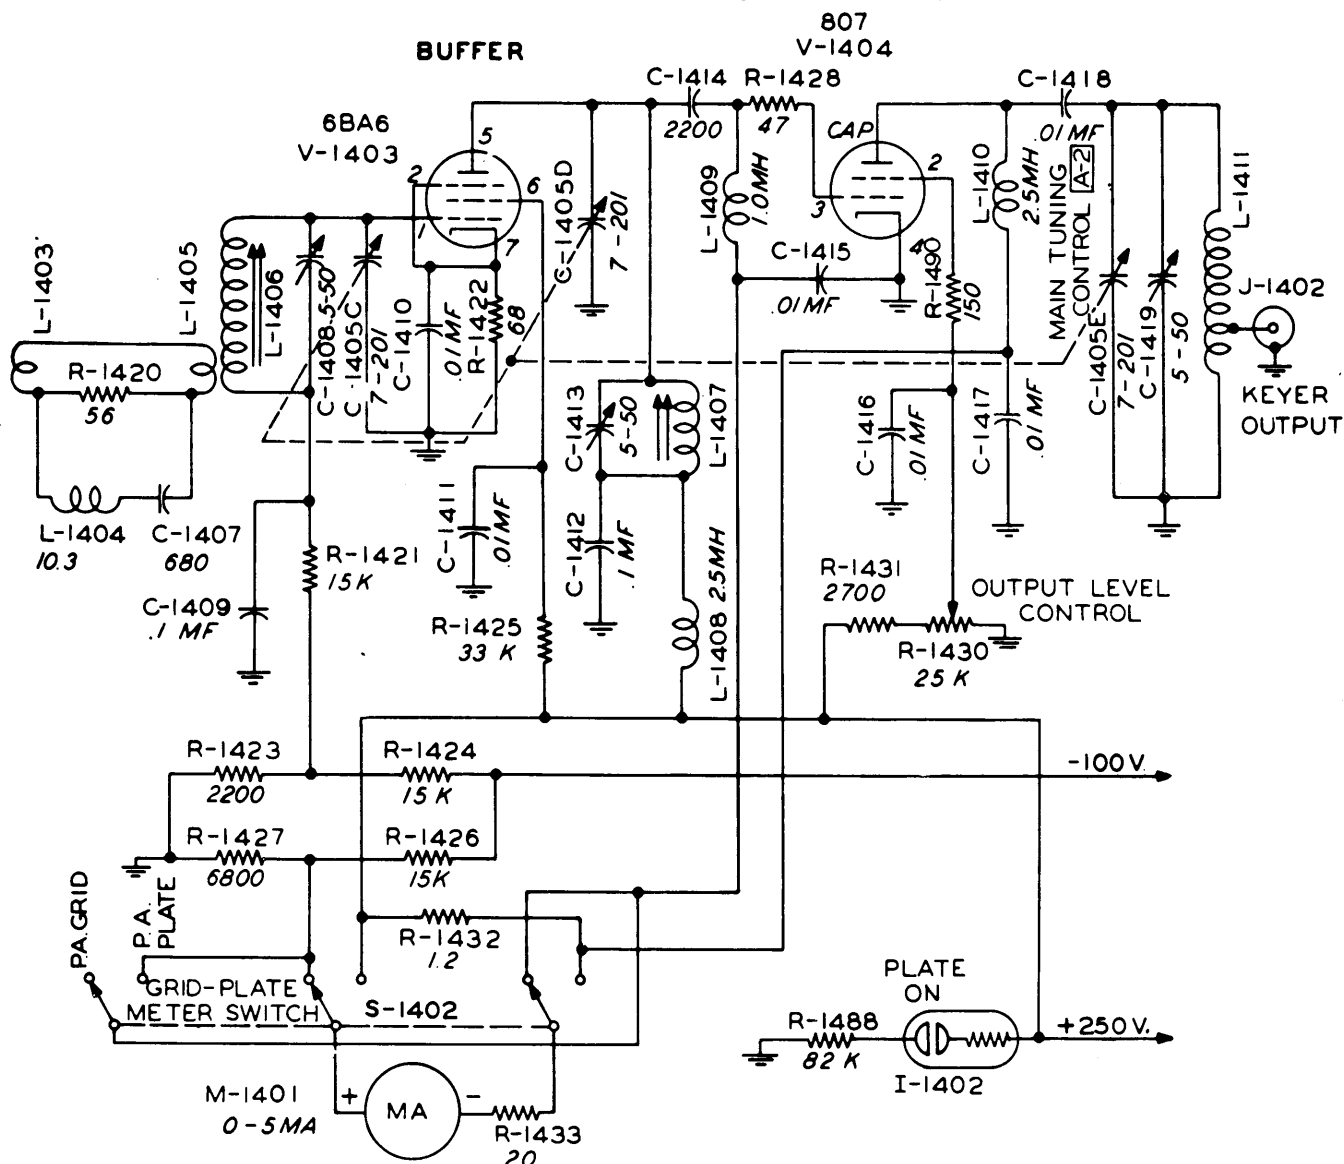 BUFFER
807
V-1404
C-1414
2200
R-1428
47
C-1418
.01MF
6BA6
V-1403
5
2
6
1
7
C-1405D
7-201
CAP
2
3
4
L-1409
1.0MH
L-1410
2.5MH
MAIN TUNING
CONTROL A-2
L-1411
L-1403
L-1405
L-1406
C-1408 5-50
C-1405C
7-201
C-1410
.01MF
R-1422
68
C-1415
.01MF
R-1490
150
C-1405E
7-201
C-1419
5-50
J-1402
KEYER
OUTPUT
R-1420
56
L-1404
10.3
C-1407
680
C-1413
5-50
L-1407
C-1416
.01MF
C-1417
.01MF
C-1411
.01MF
C-1412
.1MF
L-1408 2.5MH
R-1421
15K
C-1409
.1 MF
R-1425
33 K
R-1431
2700
OUTPUT LEVEL
CONTROL
R-1430
25 K
R-1423
2200
R-1424
15 K
-100 V.
R-1427
6800
R-1426
15K
P.A. GRID
P. A.
PLATE
R-1432
1.2
GRID-PLATE
METER SWITCH
S-1402
PLATE
ON
R-1488
82 K
I-1402
+250 V.
M-1401
0-5MA
+
MA
-
R-1433
20